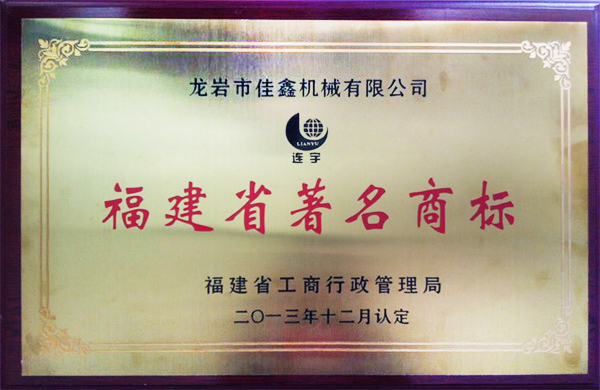 龙岩市佳鑫机械有限公司
LIANYU
连宇
福建省著名商标
福建省工商行政管理局
二〇一三年十二月认定